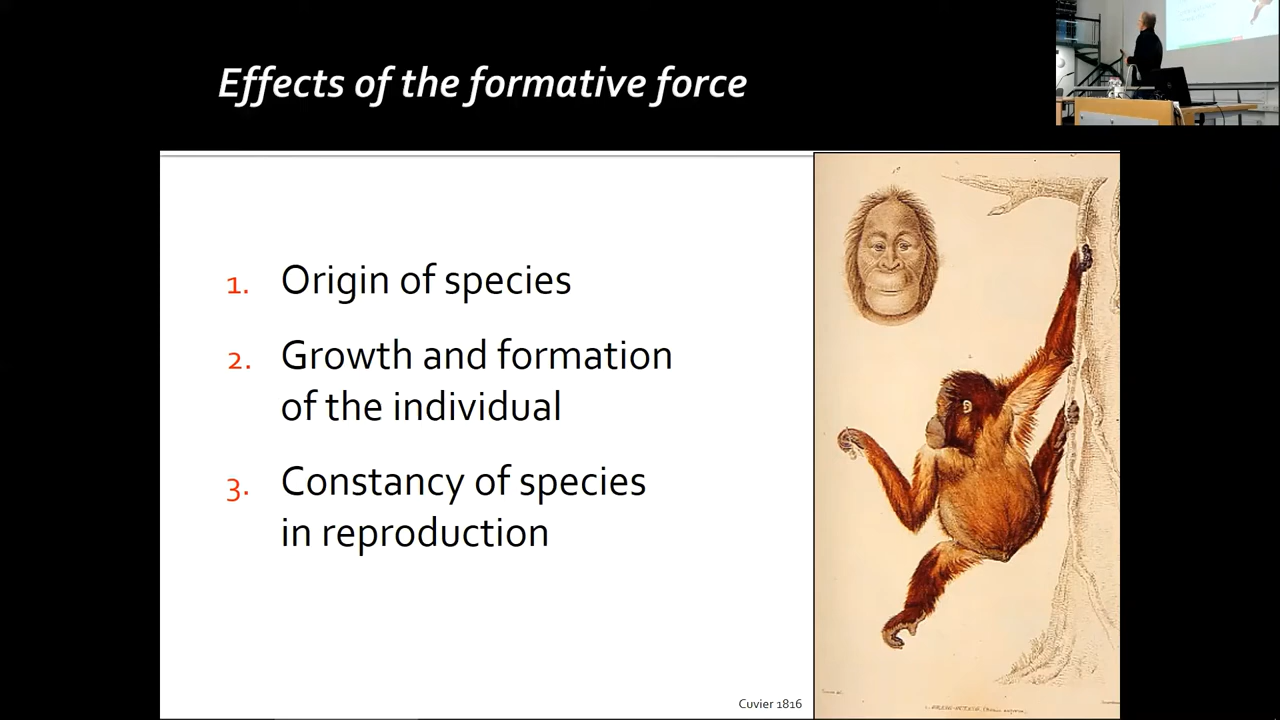 Effects of the formative force
1. Origin of species
2. Growth and formation
of the individual
3. Constancy of species
in reproduction
Cuvier 1816